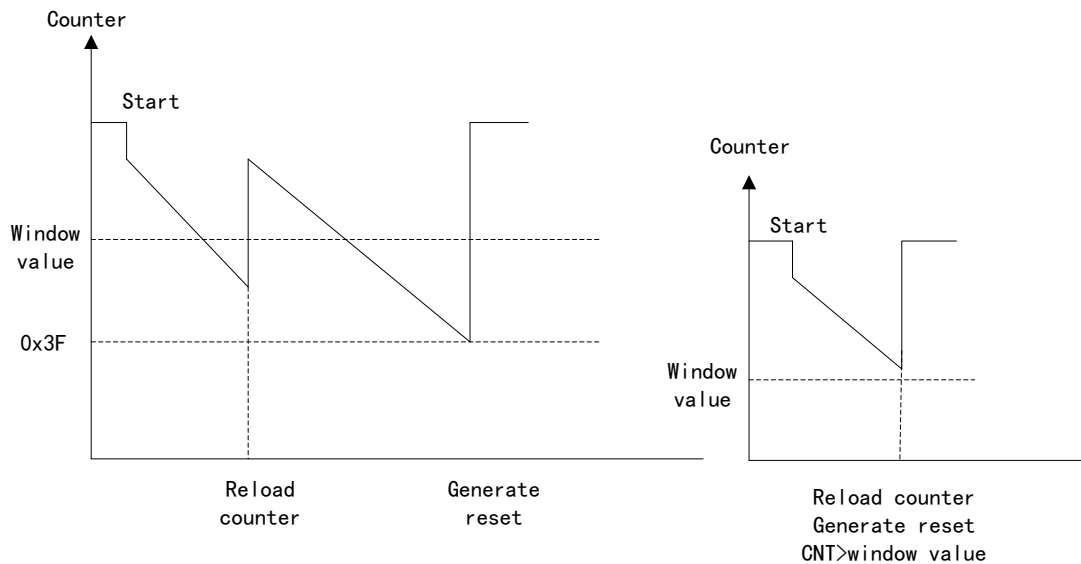 Counter
Start
Window
value
0x3F
Reload
counter
Generate
reset
Counter
Start
Window
value
Reload counter
Generate reset
CNT>window value